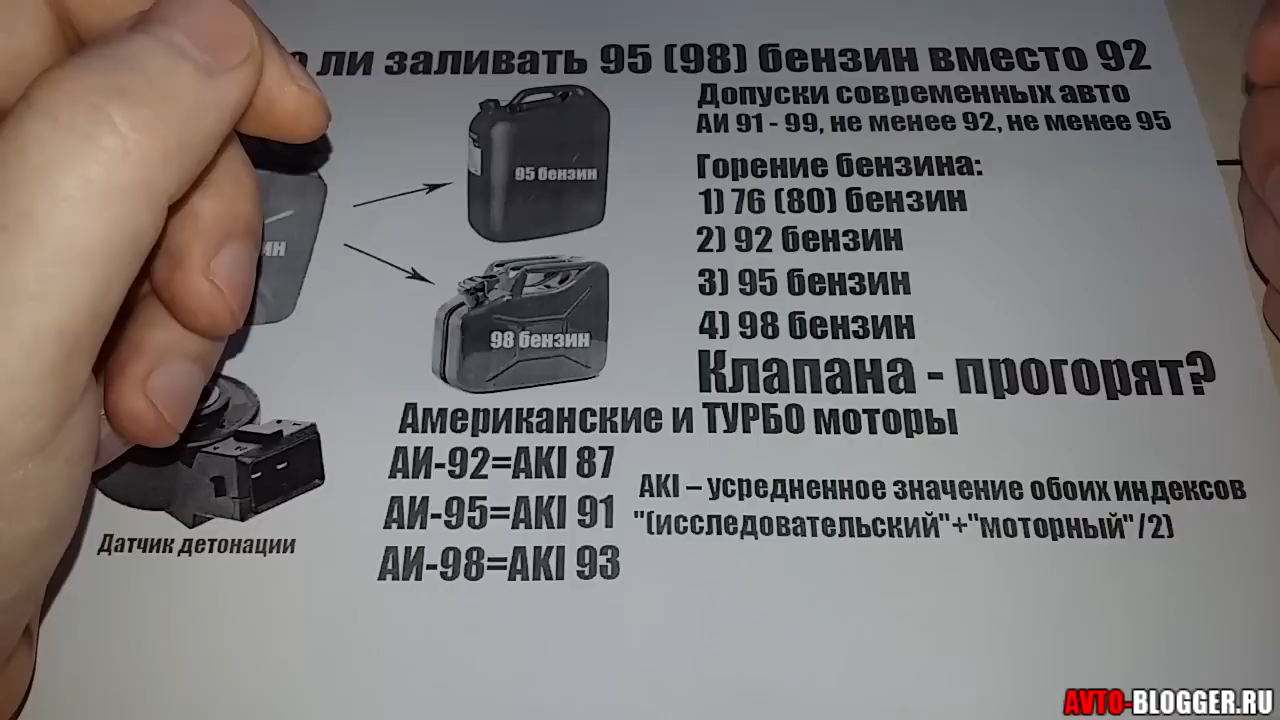 ли заливать 95 (98) бензин вместо 92
Допуски современных авто
АИ 91 - 99, не менее 92, не менее 95
95 бензин
98 бензин
Горение бензина:
1) 76 (80) бензин
2) 92 бензин
3) 95 бензин
4) 98 бензин
Клапана - прогорят?
Американские и ТУРБО моторы
АИ-92=AKI 87
АИ-95=AKI 91
АИ-98=AKI 93
AKI – усредненное значение обоих индексов
"(исследовательский"+"моторный"/2)
Датчик детонации
AVTO-BLOGGER.RU